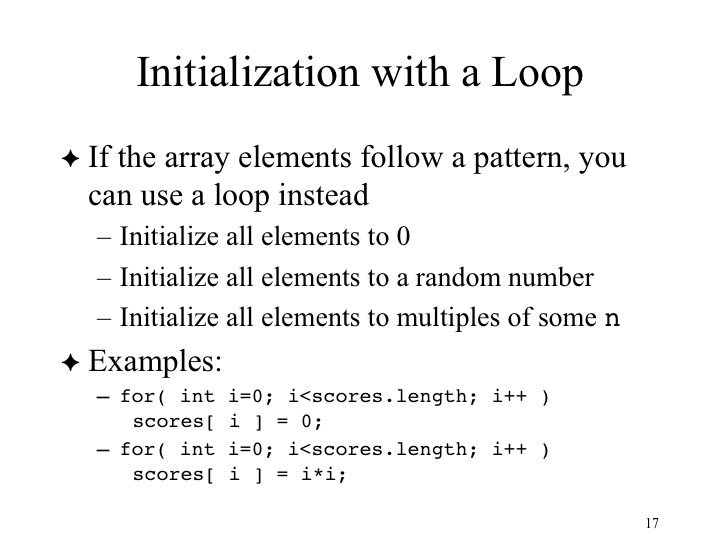 Initialization with a Loop
✦ If the array elements follow a pattern, you
can use a loop instead
– Initialize all elements to 0
– Initialize all elements to a random number
– Initialize all elements to multiples of some n
✦ Examples:
– for( int i=0; i<scores.length; i++ )
scores[ i ] = 0;
– for( int i=0; i<scores.length; i++ )
scores[ i ] = i*i;
17